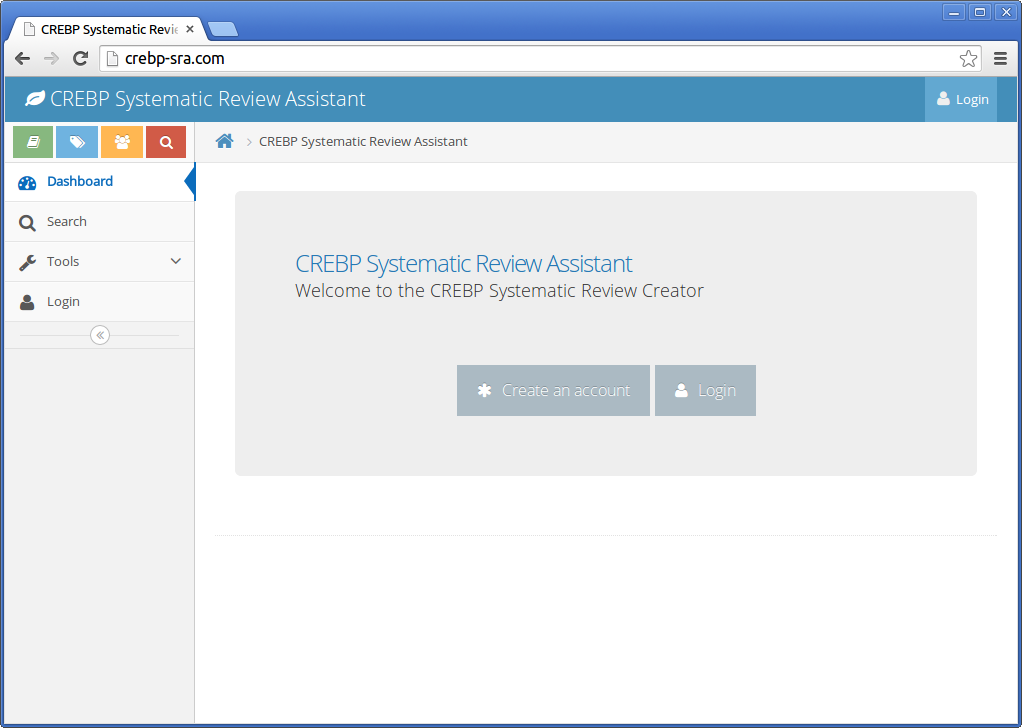 CREBP Systematic Revie
crebp-sra.com
CREBP Systematic Review Assistant
Login
CREBP Systematic Review Assistant
Dashboard
Search
Tools
Login
CREBP Systematic Review Assistant
Welcome to the CREBP Systematic Review Creator
Create an account
Login